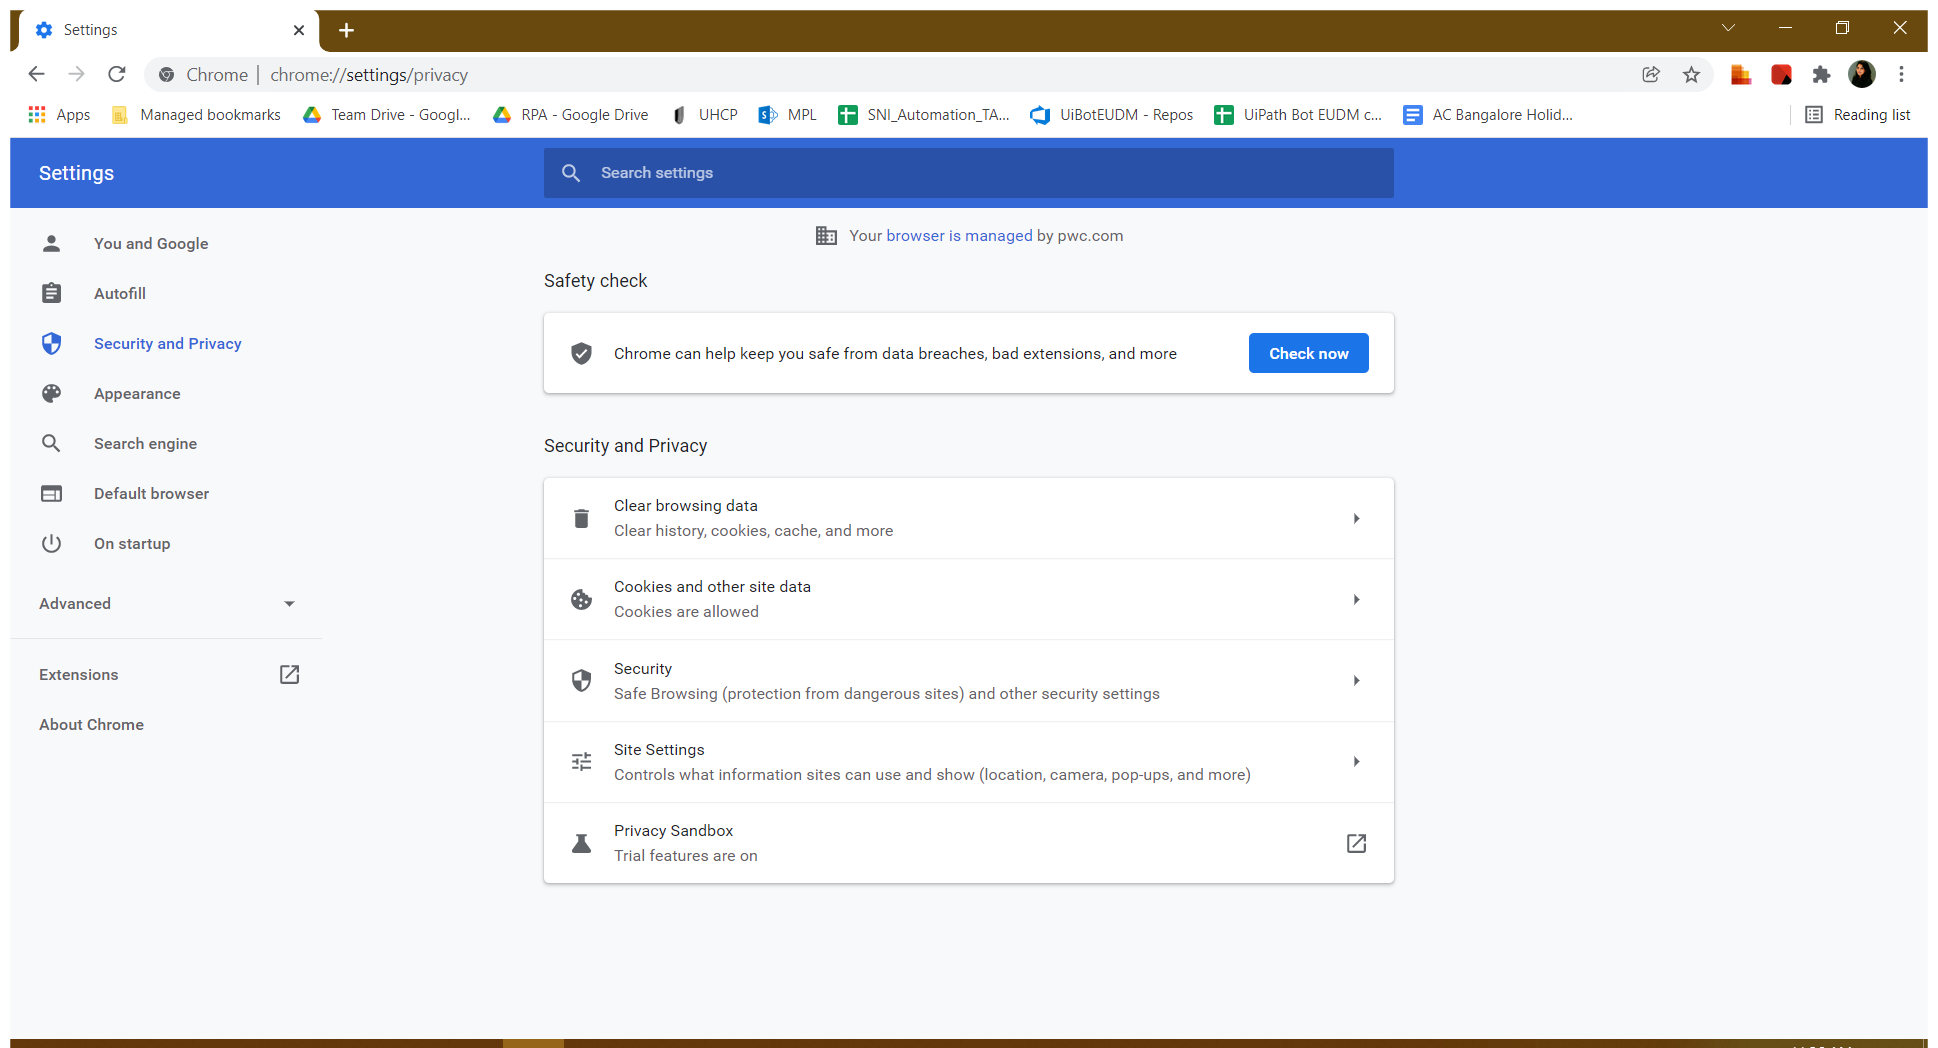 Settings
Chrome | chrome://settings/privacy
Apps Managed bookmarks Team Drive - Googl... RPA - Google Drive UHCP MPL SNI_Automation_TA... UiBotEUDM - Repos UiPath Bot EUDM c... AC Bangalore Holid... Reading list
Settings
Search settings
You and Google
Autofill
Security and Privacy
Appearance
Search engine
Default browser
On startup
Advanced
Extensions
About Chrome
Your browser is managed by pwc.com
Safety check
Chrome can help keep you safe from data breaches, bad extensions, and more
Check now
Security and Privacy
Clear browsing data
Clear history, cookies, cache, and more
Cookies and other site data
Cookies are allowed
Security
Safe Browsing (protection from dangerous sites) and other security settings
Site Settings
Controls what information sites can use and show (location, camera, pop-ups, and more)
Privacy Sandbox
Trial features are on